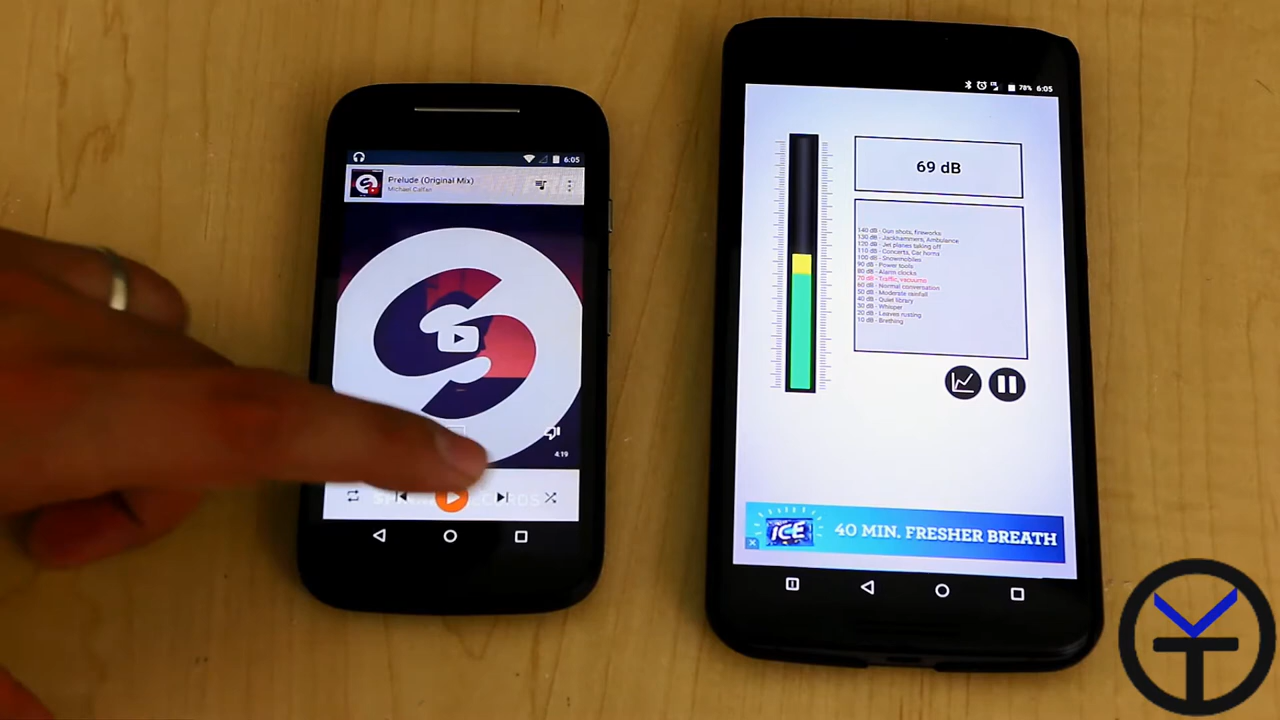 6:05
Prelude (Original Mix)
Michael Calfan
4:19
78% 6:05
69 dB
140 dB - Gun shots, fireworks
130 dB - Jackhammers, Ambulance
120 dB - Jet planes taking off
110 dB - Concerts, Car horns
100 dB - Snowmobiles
90 dB - Power tools
80 dB - Alarm clocks
70 dB - Traffic, vacuums
60 dB - Normal conversation
50 dB - Moderate rainfall
40 dB - Quiet library
30 dB - Whisper
20 dB - Leaves rusting
10 dB - Brething
ICE
40 MIN. FRESHER BREATH
YT